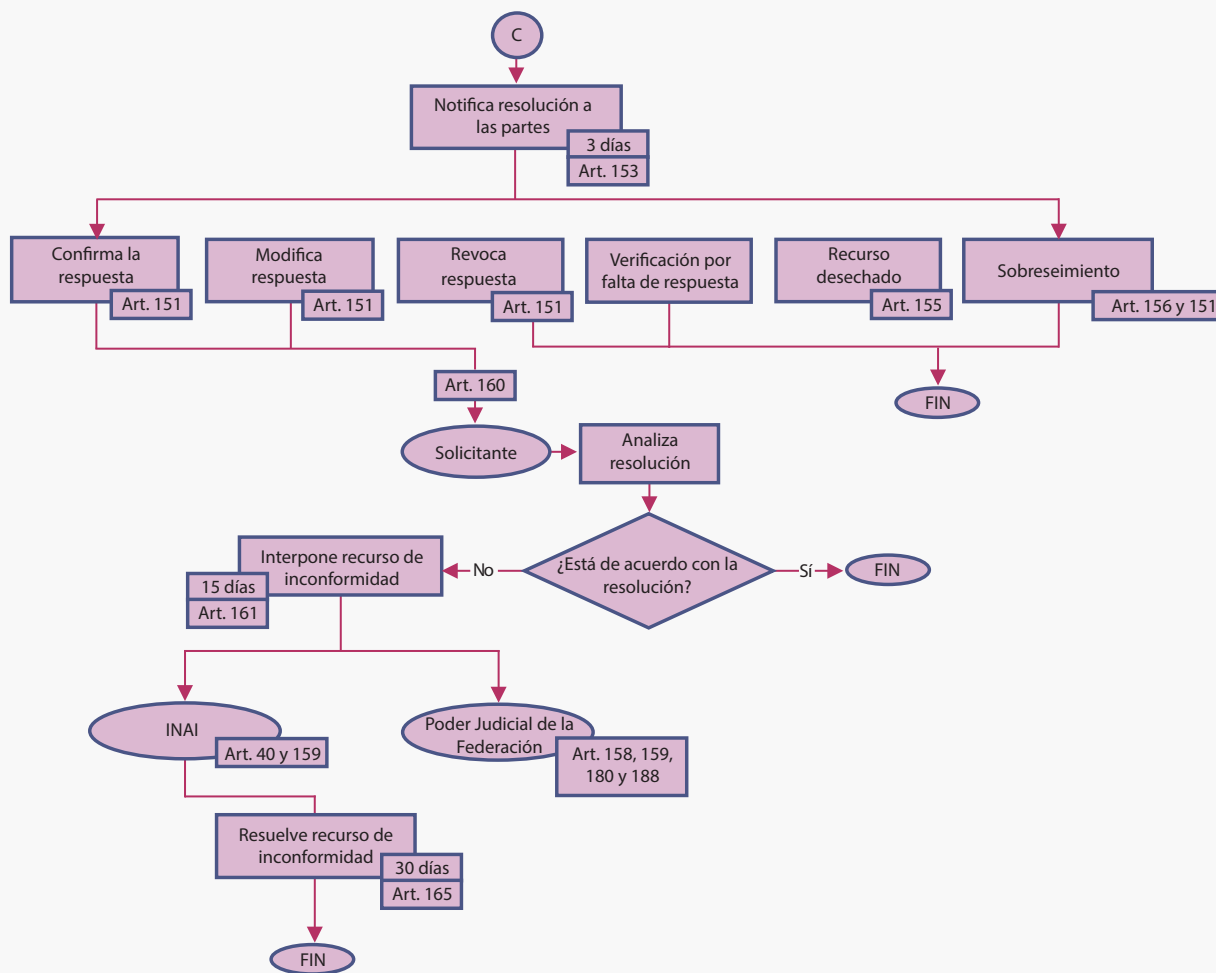 C
Notifica resolución a
las partes
3 días
Art. 153
Confirma la
respuesta
Art. 151
Modifica
respuesta
Art. 151
Revoca
respuesta
Art. 151
Verificación por
falta de respuesta
Recurso
desechado
Art. 155
Sobreseimiento
Art. 156 y 151
Art. 160
FIN
Solicitante
Analiza
resolución
¿Está de acuerdo con la
resolución?
Sí
FIN
No
Interpone recurso de
inconformidad
15 días
Art. 161
INAI
Art. 40 y 159
Poder Judicial de la
Federación
Art. 158, 159,
180 y 188
Resuelve recurso de
inconformidad
30 días
Art. 165
FIN